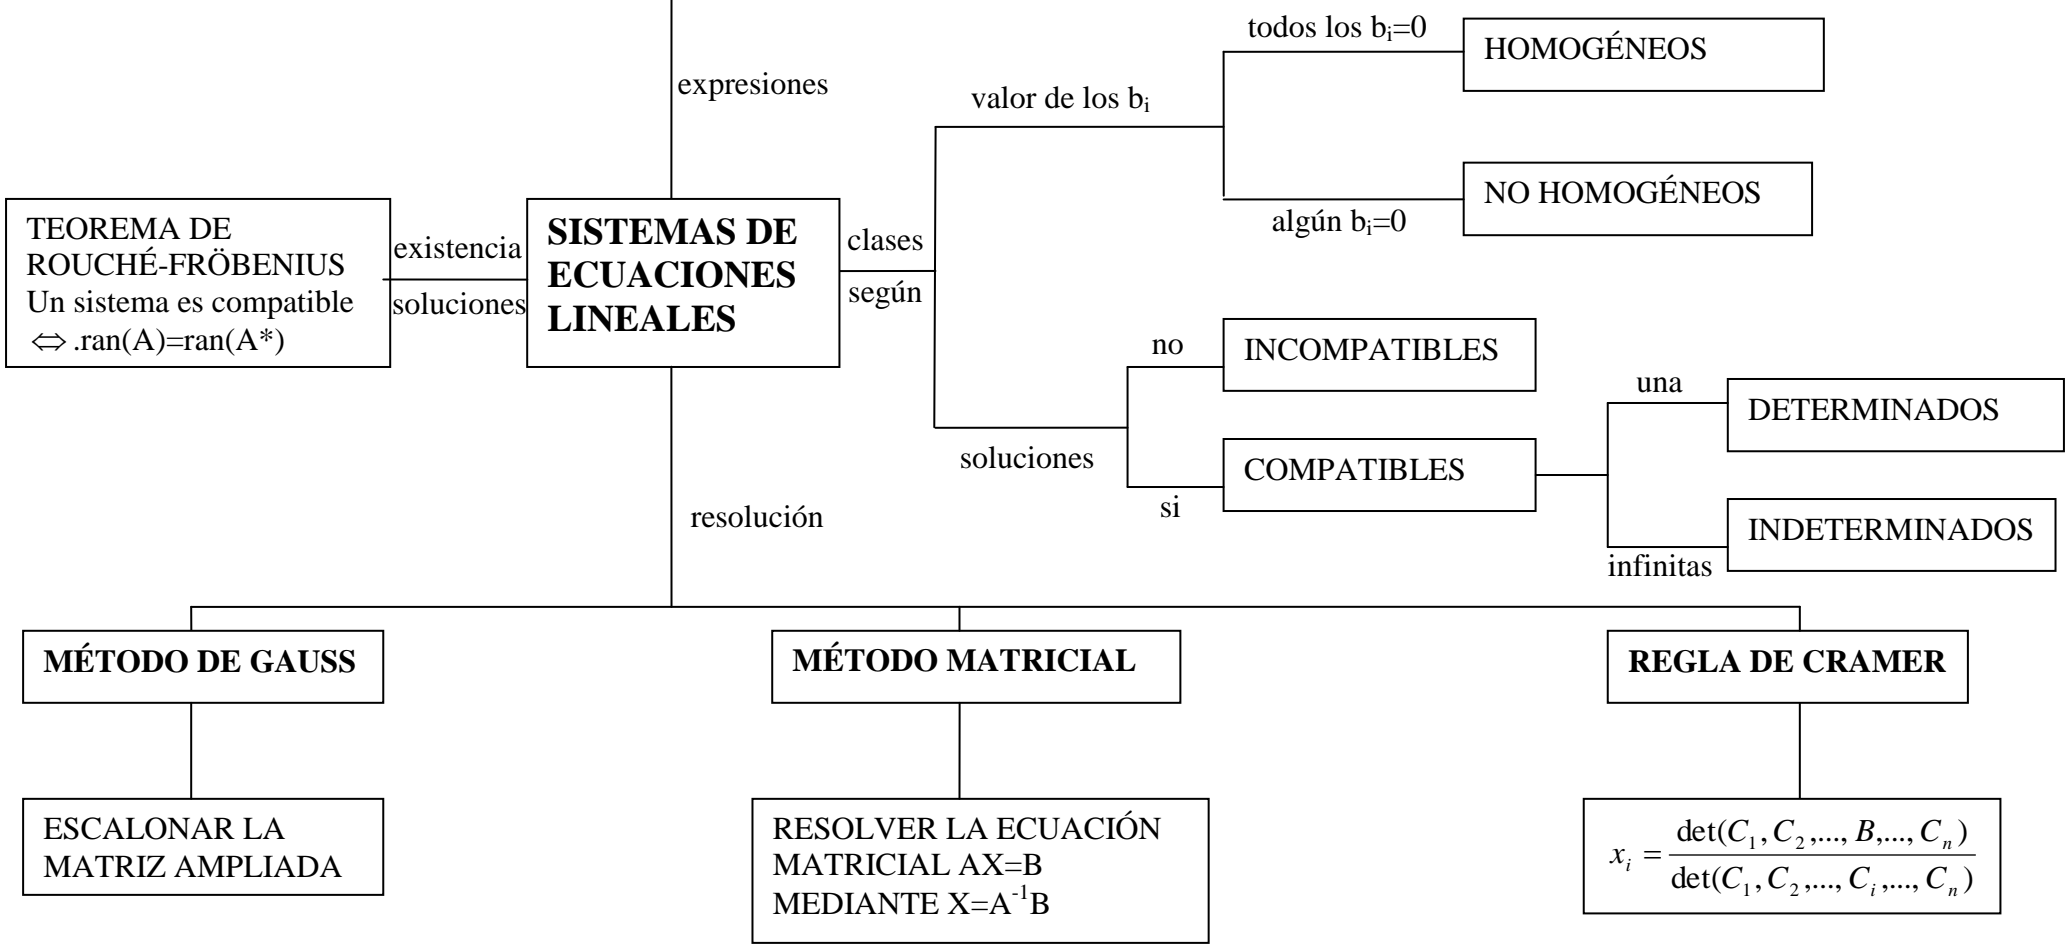 expresiones
todos los bi=0
HOMOGÉNEOS
valor de los bi
NO HOMOGÉNEOS
algún bi=0
TEOREMA DE
ROUCHÉ-FRÖBENIUS
Un sistema es compatible
⇔ .ran(A)=ran(A*)
existencia
soluciones
SISTEMAS DE
ECUACIONES
LINEALES
clases
según
no
INCOMPATIBLES
soluciones
si
COMPATIBLES
una
DETERMINADOS
infinitas
INDETERMINADOS
resolución
MÉTODO DE GAUSS
MÉTODO MATRICIAL
REGLA DE CRAMER
ESCALONAR LA
MATRIZ AMPLIADA
RESOLVER LA ECUACIÓN
MATRICIAL AX=B
MEDIANTE X=A⁻¹B
det(C₁, C₂,..., B,..., Cₙ)
xᵢ =
det(C₁, C₂,..., Cᵢ,..., Cₙ)